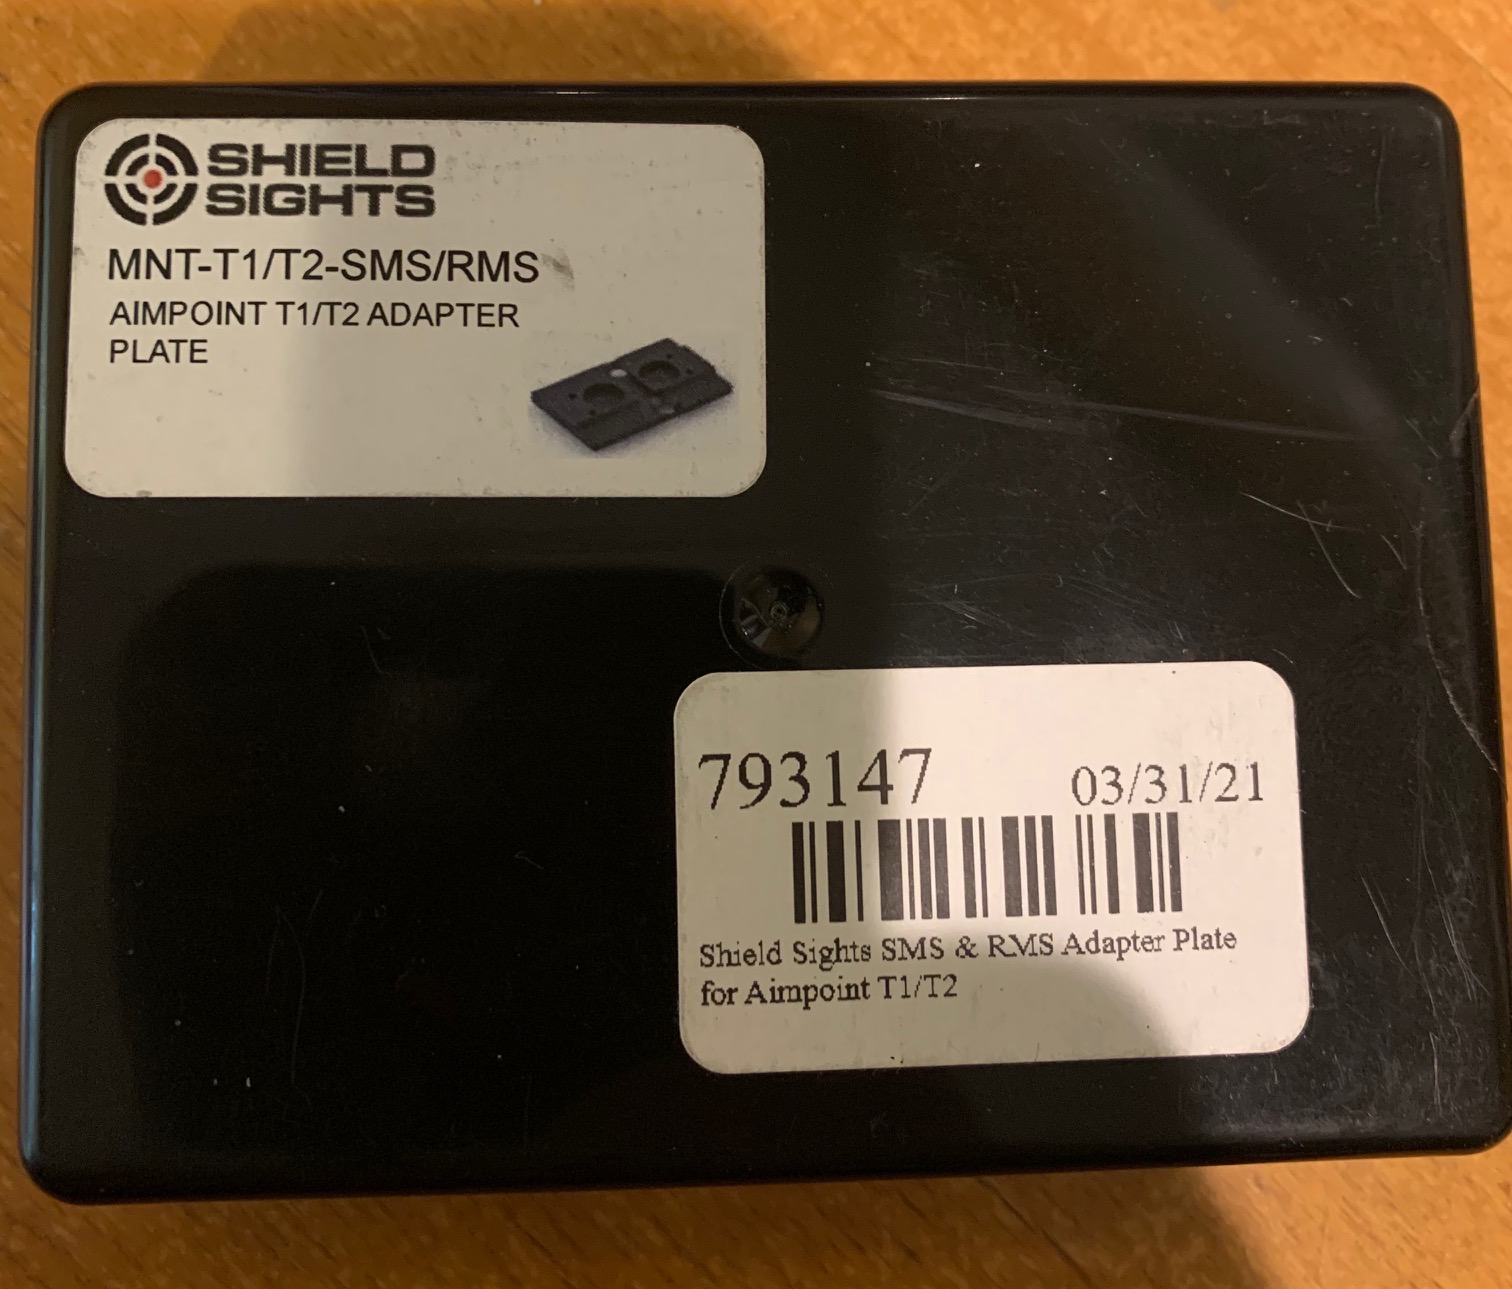 SHIELD
SIGHTS
MNT-T1/T2-SMS/RMS
AIMPOINT T1/T2 ADAPTER
PLATE
793147 03/31/21
Shield Sights SMS & RMS Adapter Plate
for Aimpoint T1/T2